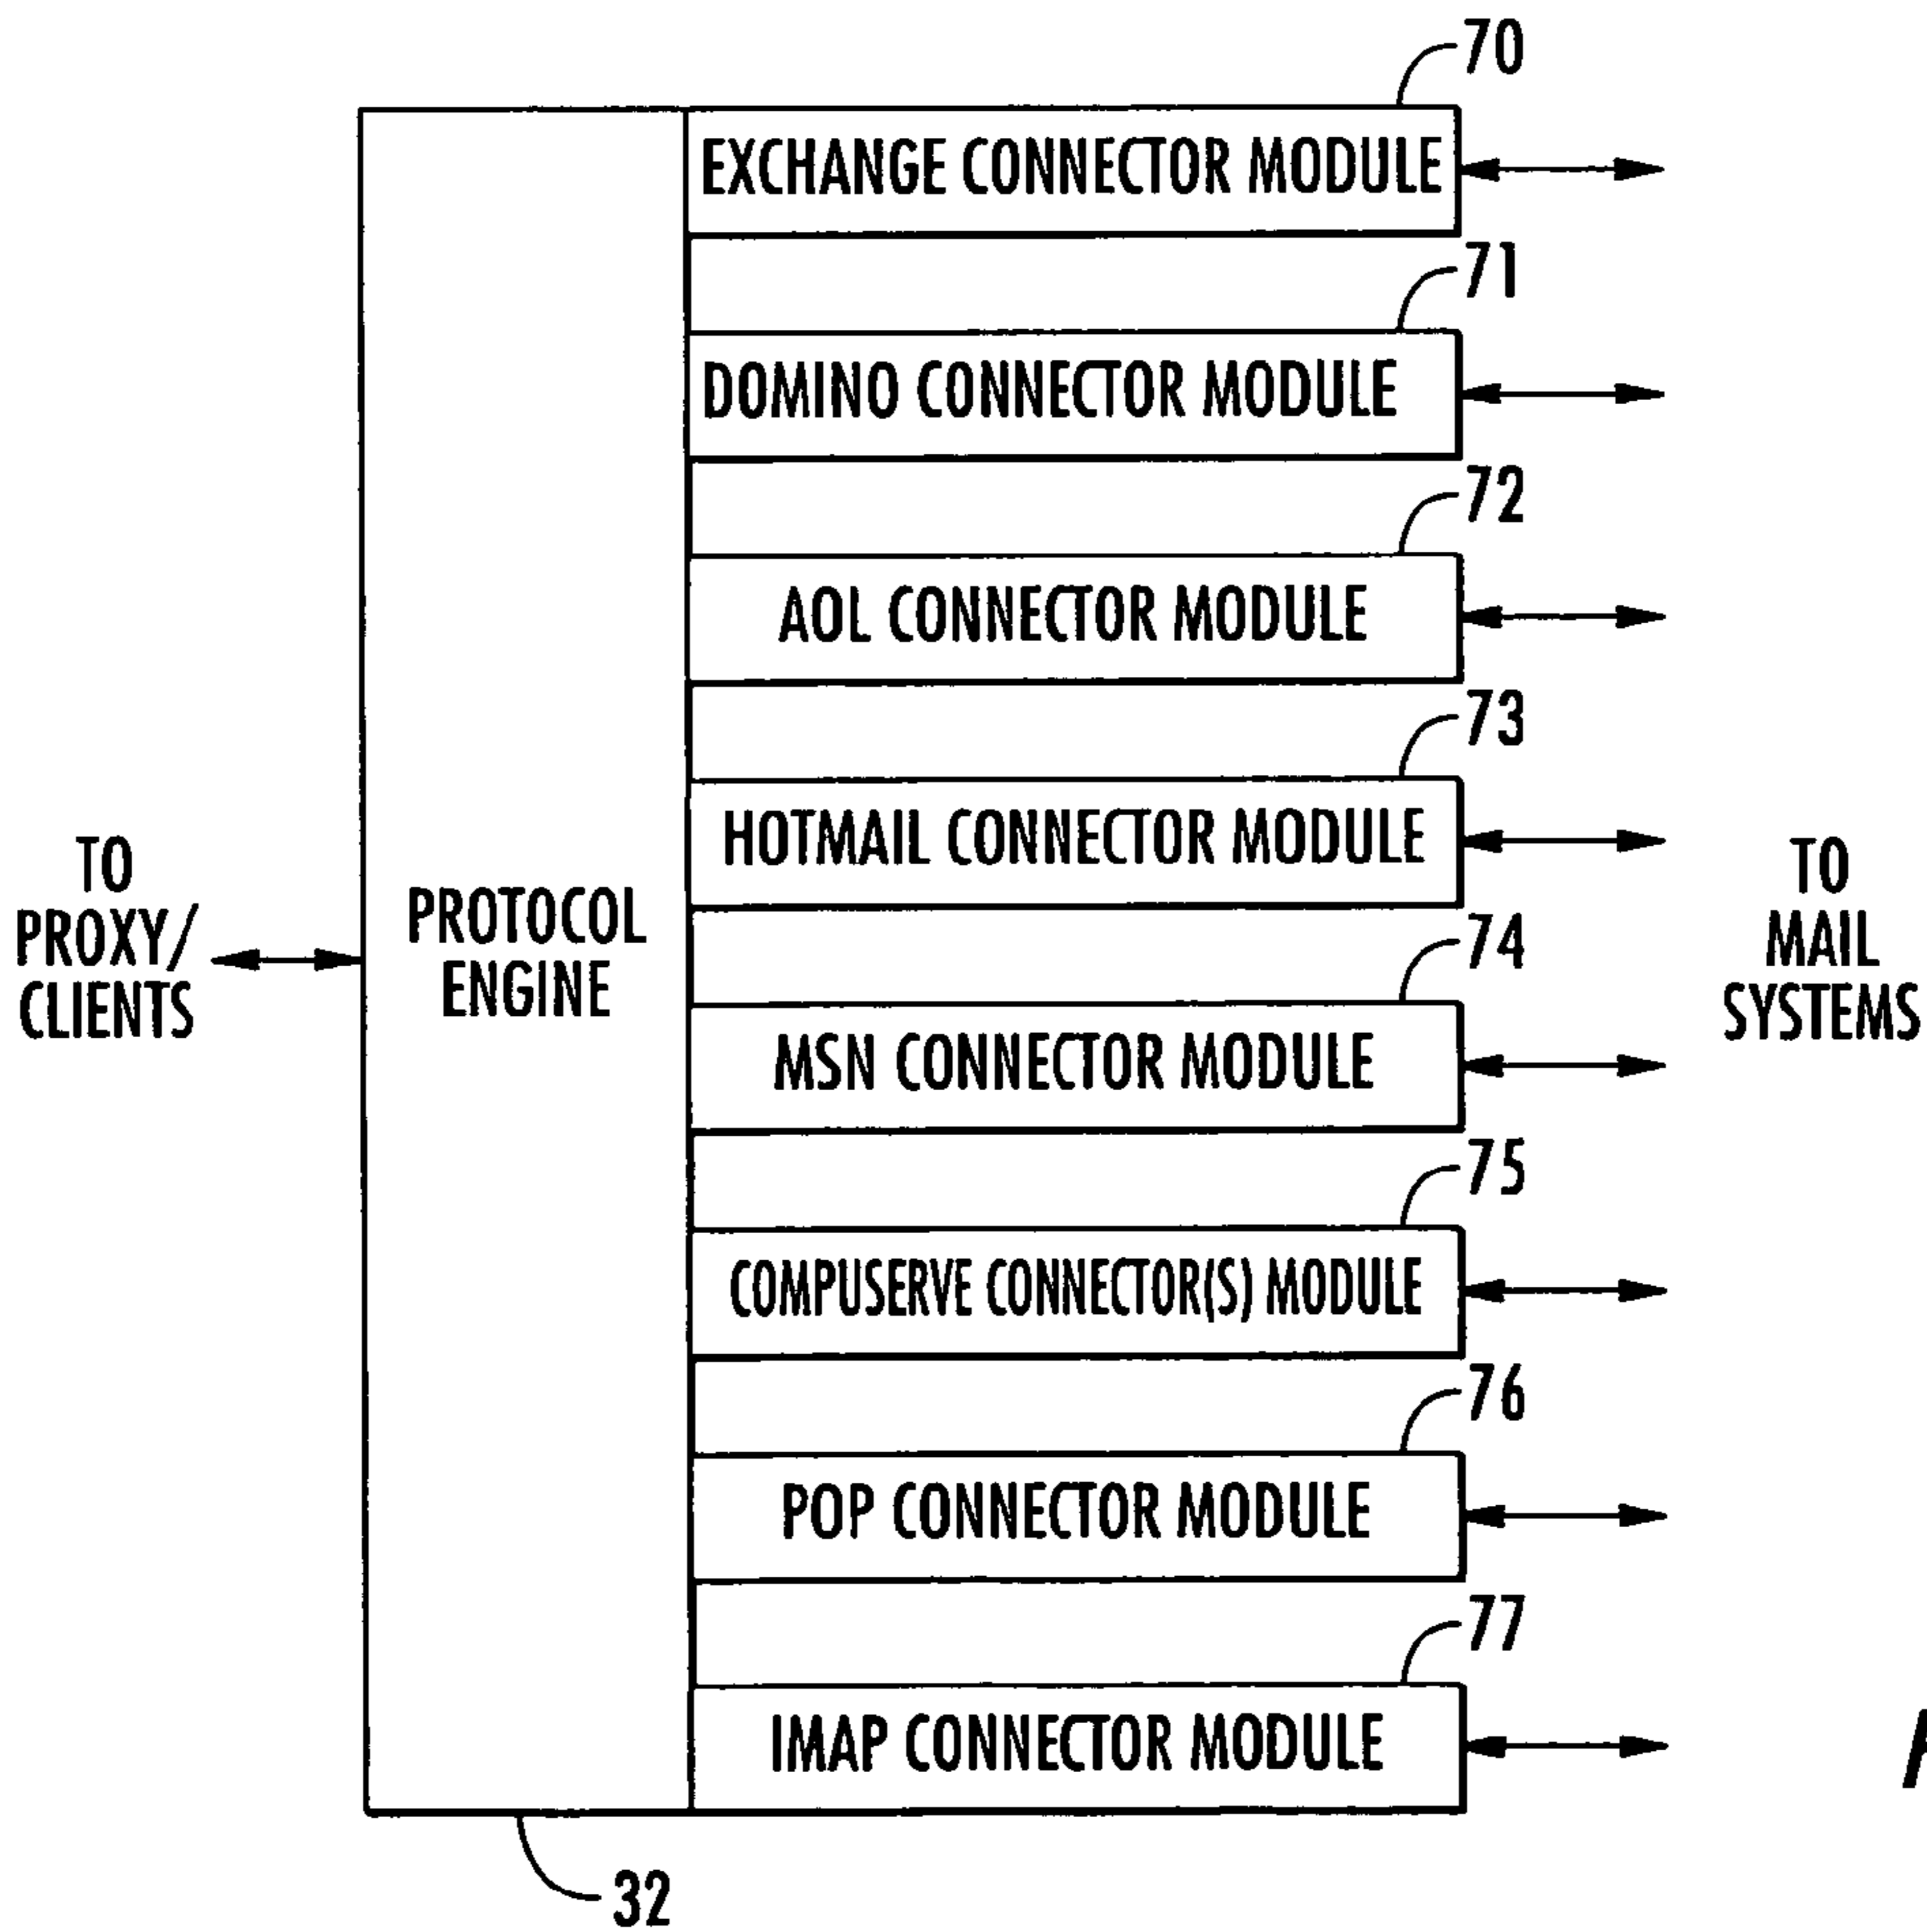 70
EXCHANGE CONNECTOR MODULE
71
DOMINO CONNECTOR MODULE
72
AOL CONNECTOR MODULE
73
HOTMAIL CONNECTOR MODULE
74
MSN CONNECTOR MODULE
75
COMPUSERVE CONNECTOR(S) MODULE
76
POP CONNECTOR MODULE
77
IMAP CONNECTOR MODULE
TO
PROXY/
CLIENTS
PROTOCOL
ENGINE
TO
MAIL
SYSTEMS
32